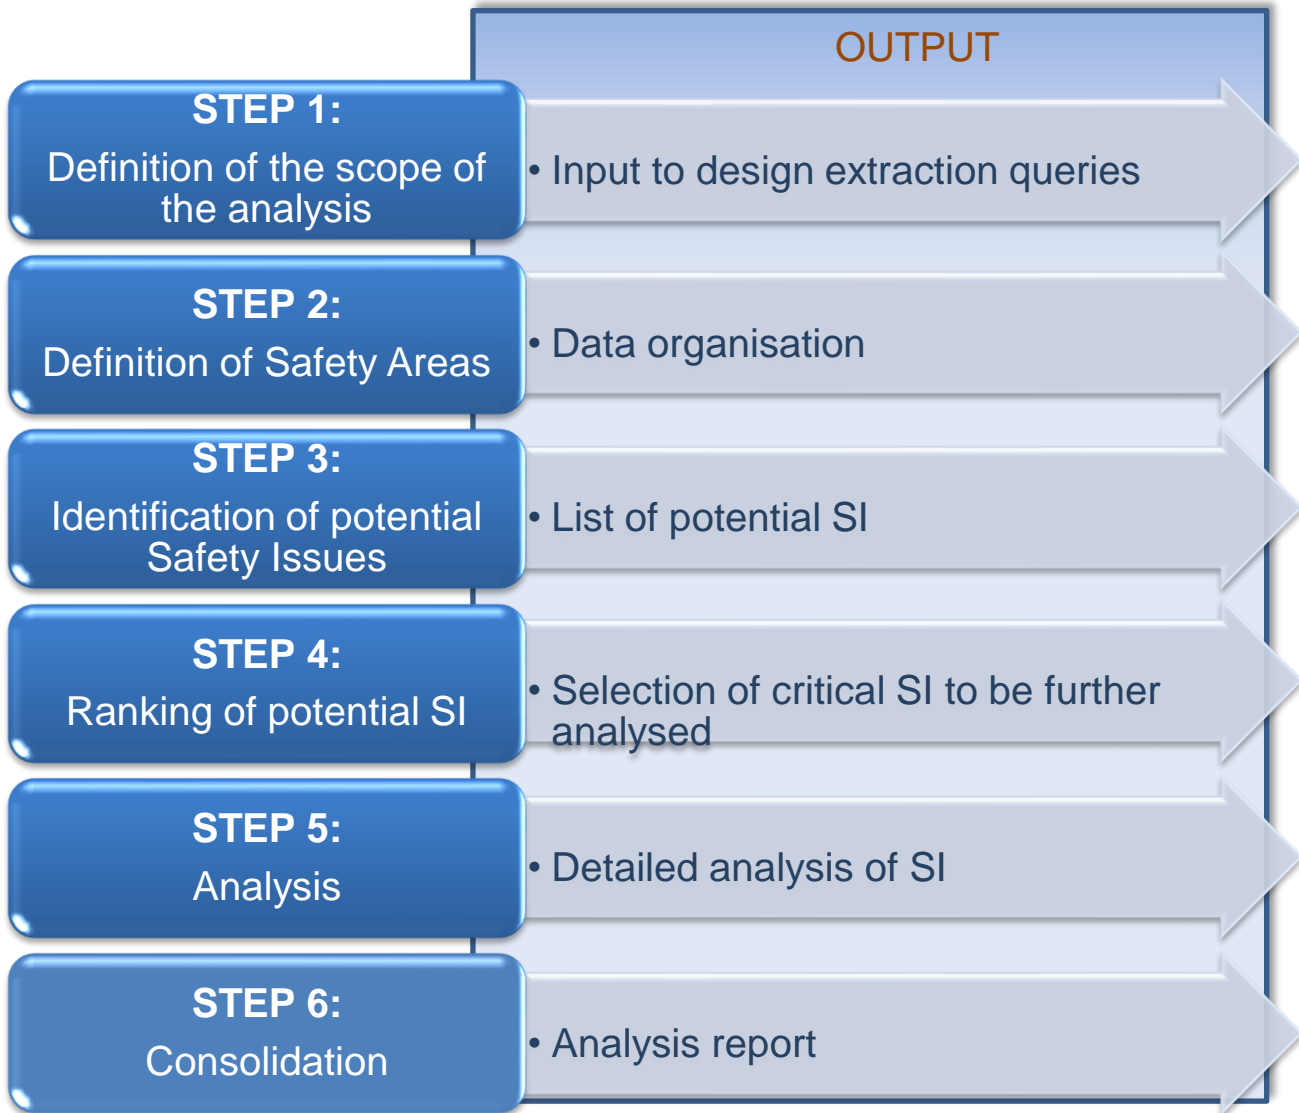 OUTPUT
STEP 1:
Definition of the scope of
the analysis
• Input to design extraction queries
STEP 2:
Definition of Safety Areas
• Data organisation
STEP 3:
Identification of potential
Safety Issues
• List of potential SI
STEP 4:
Ranking of potential SI
• Selection of critical SI to be further
analysed
STEP 5:
Analysis
• Detailed analysis of SI
STEP 6:
Consolidation
• Analysis report